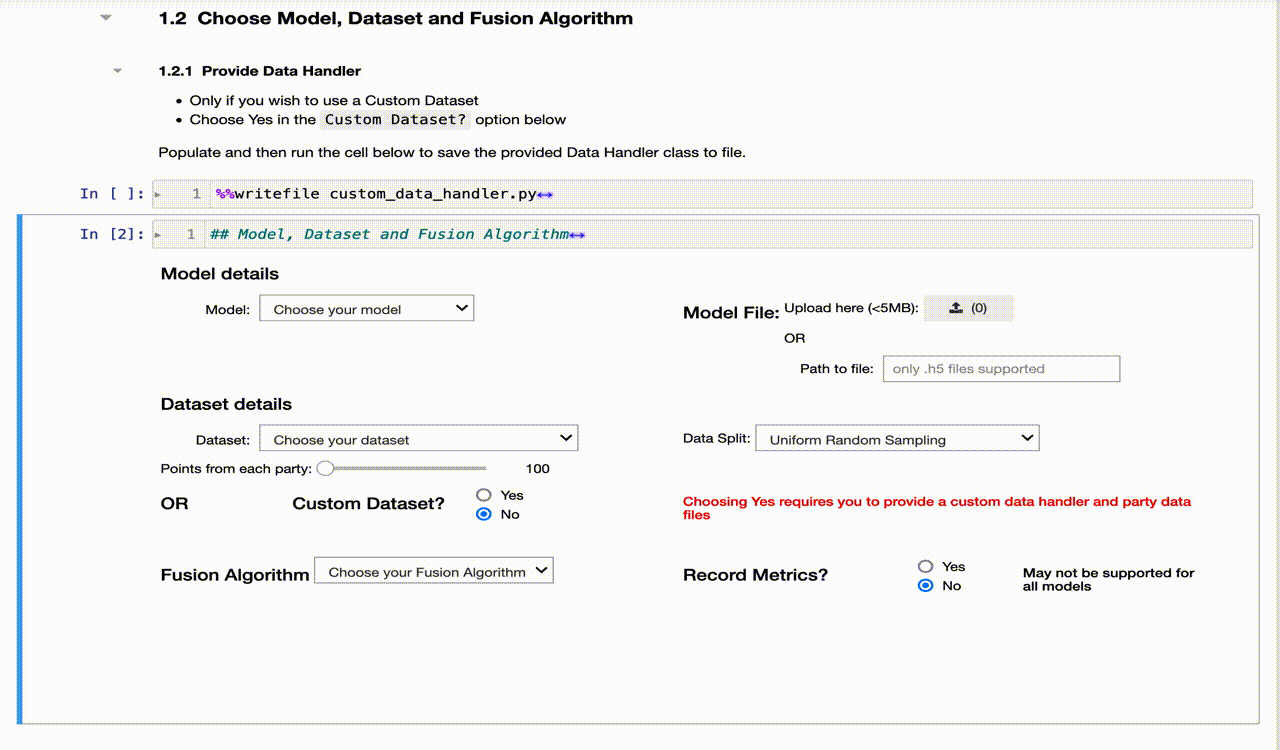 1.2 Choose Model, Dataset and Fusion Algorithm
1.2.1 Provide Data Handler
• Only if you wish to use a Custom Dataset
• Choose Yes in the Custom Dataset? option below
Populate and then run the cell below to save the provided Data Handler class to file.
In [ ]: 1 %%writefile custom_data_handler.py↔
In [2]: 1 ## Model, Dataset and Fusion Algorithm↔
Model details
Model: Choose your model
Model File: Upload here (<5MB): (0)
OR
Path to file: only .h5 files supported
Dataset details
Dataset: Choose your dataset
Data Split: Uniform Random Sampling
Points from each party: 100
OR Custom Dataset? Yes
No
Choosing Yes requires you to provide a custom data handler and party data
files
Fusion Algorithm Choose your Fusion Algorithm
Record Metrics? Yes
No
May not be supported for
all models